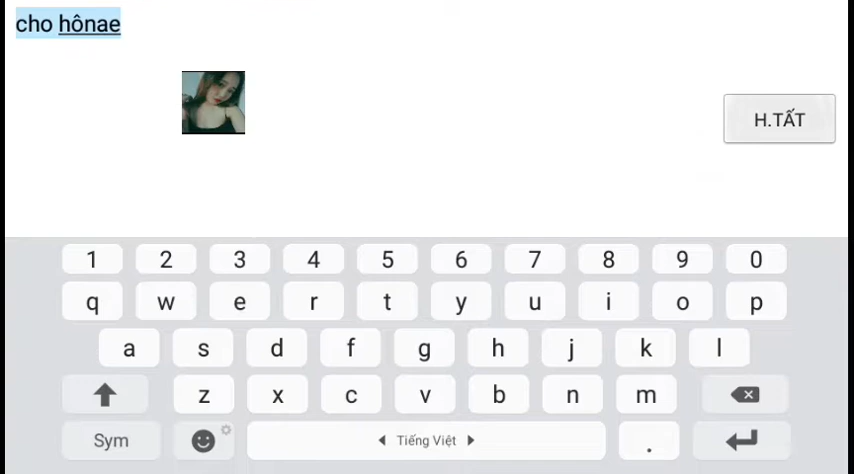 cho hônae
H.TẤT
1 2 3 4 5 6 7 8 9 0
q w e r t y u i o p
a s d f g h j k l
z x c v b n m
Sym Tiếng Việt .